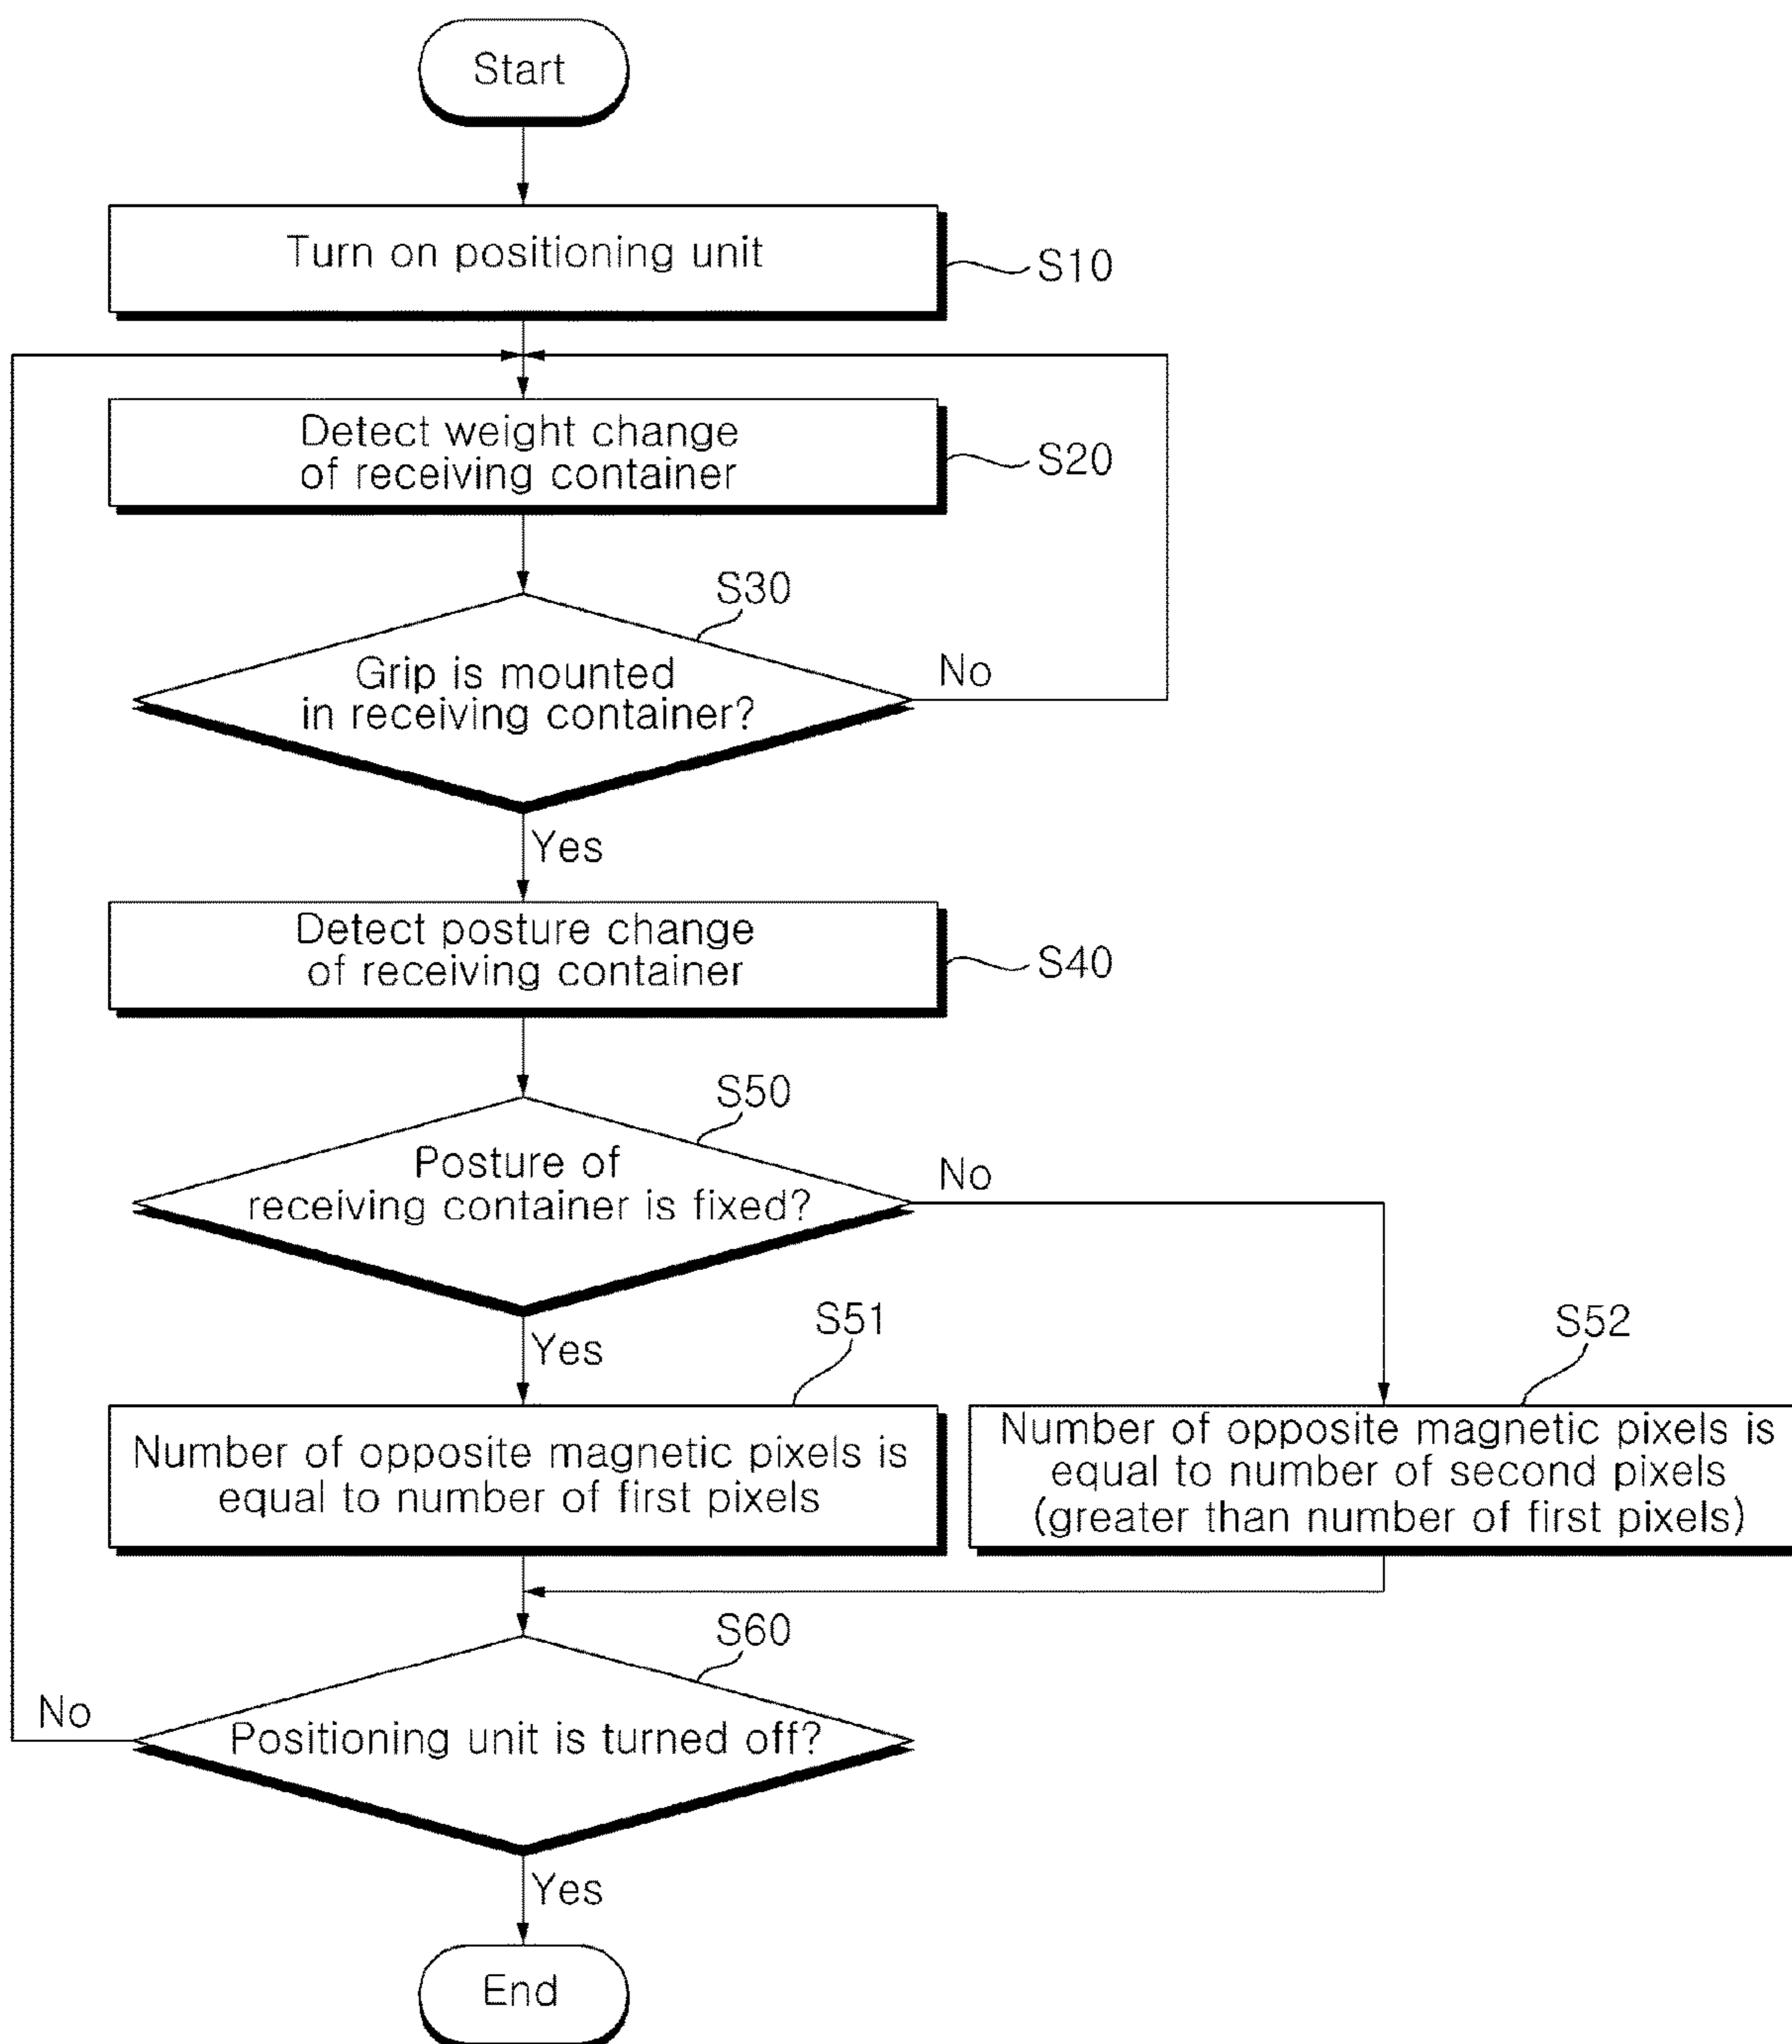 Start
Turn on positioning unit
S10
Detect weight change
of receiving container
S20
S30
Grip is mounted
in receiving container?
No
Yes
Detect posture change
of receiving container
S40
S50
Posture of
receiving container is fixed?
No
Yes
S51
S52
Number of opposite magnetic pixels is
equal to number of first pixels
Number of opposite magnetic pixels is
equal to number of second pixels
(greater than number of first pixels)
S60
No
Positioning unit is turned off?
Yes
End